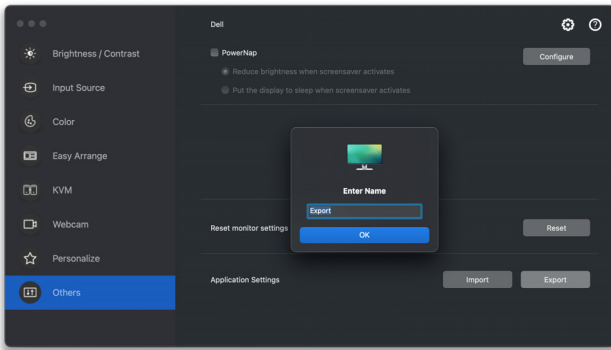 Dell
Brightness / Contrast
Input Source
Color
Easy Arrange
KVM
Webcam
Personalize
Others
PowerNap
Configure
Reduce brightness when screensaver activates
Put the display to sleep when screensaver activates
Enter Name
Export
OK
Reset monitor settings
Reset
Application Settings
Import
Export